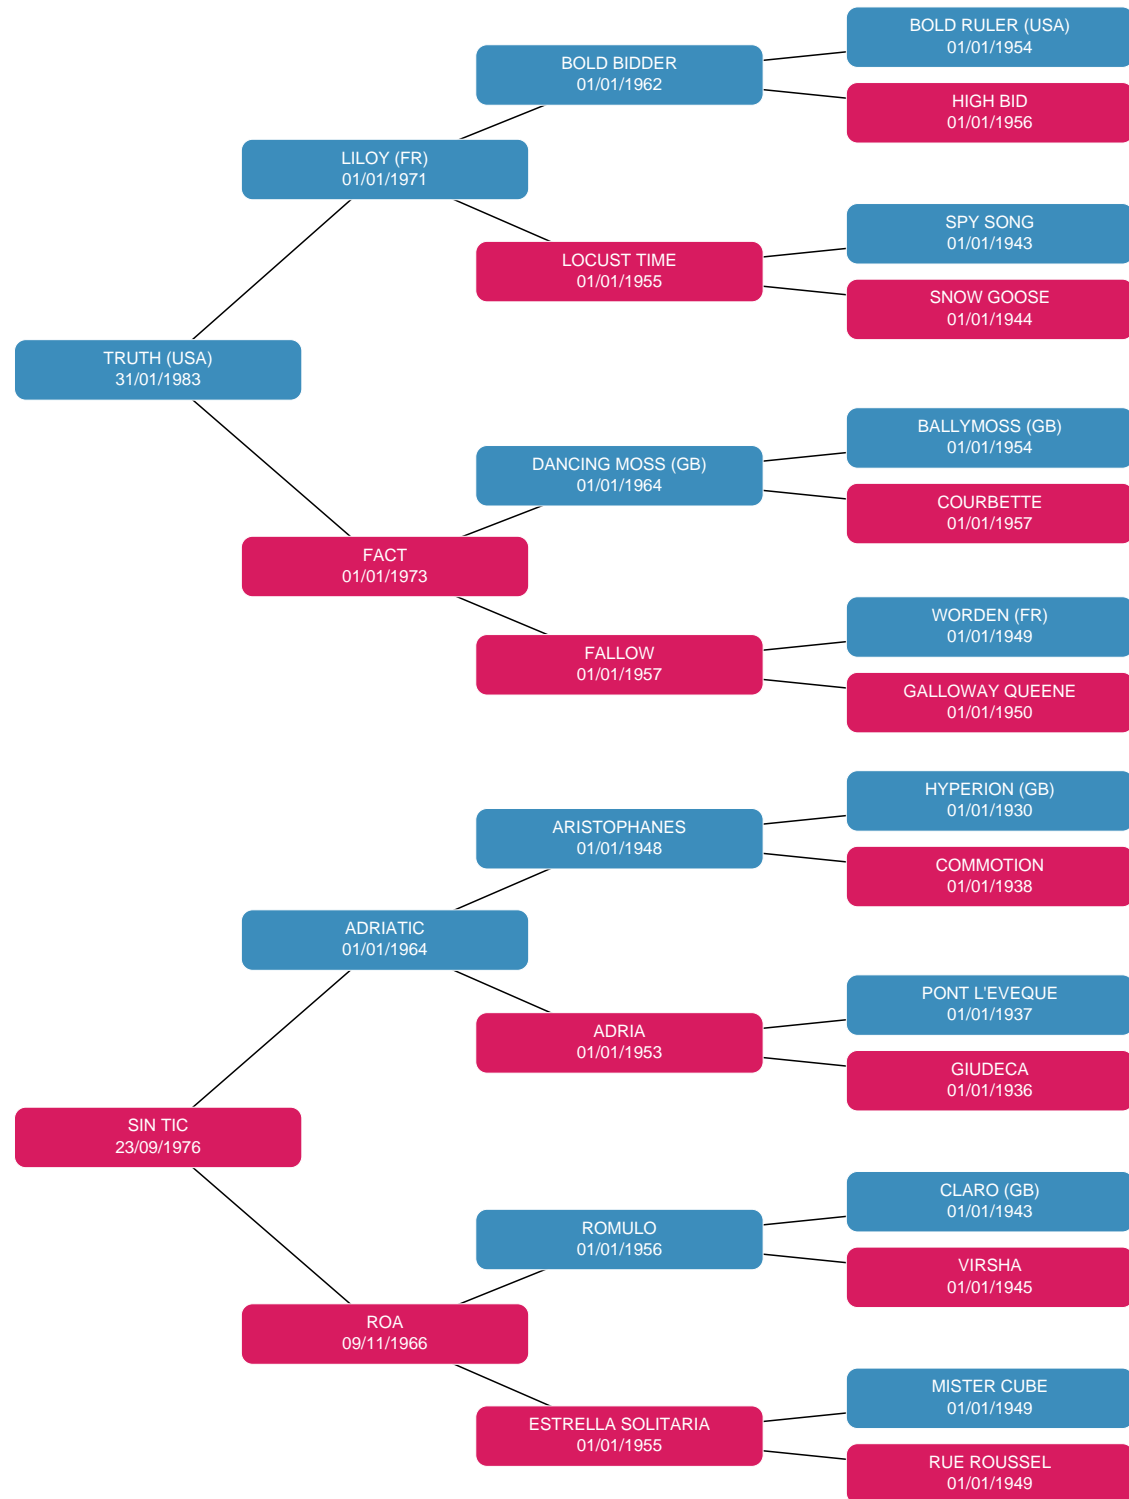 BOLD RULER (USA)
01/01/1954
BOLD BIDDER
01/01/1962
HIGH BID
01/01/1956
LILOY (FR)
01/01/1971
SPY SONG
01/01/1943
LOCUST TIME
01/01/1955
SNOW GOOSE
01/01/1944
TRUTH (USA)
31/01/1983
BALLYMOSS (GB)
01/01/1954
DANCING MOSS (GB)
01/01/1964
COURBETTE
01/01/1957
FACT
01/01/1973
WORDEN (FR)
01/01/1949
FALLOW
01/01/1957
GALLOWAY QUEENE
01/01/1950
HYPERION (GB)
01/01/1930
ARISTOPHANES
01/01/1948
COMMOTION
01/01/1938
ADRIATIC
01/01/1964
PONT L'EVEQUE
01/01/1937
ADRIA
01/01/1953
GIUDECA
01/01/1936
SIN TIC
23/09/1976
CLARO (GB)
01/01/1943
ROMULO
01/01/1956
VIRSHA
01/01/1945
ROA
09/11/1966
MISTER CUBE
01/01/1949
ESTRELLA SOLITARIA
01/01/1955
RUE ROUSSEL
01/01/1949